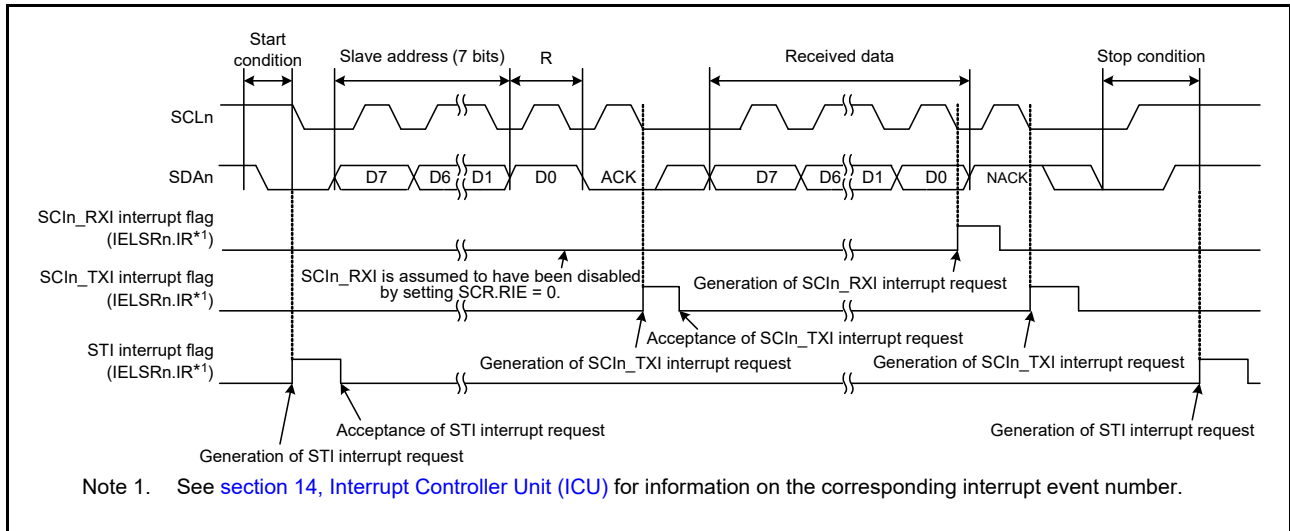 Start
condition
Slave address (7 bits)
R
Received data
Stop condition
SCLn
SDAn
D7
D6
D1
D0
ACK
D7
D6
D1
D0
NACK
SCIn_RXI interrupt flag
(IELSRn.IR*1)
SCIn_RXI is assumed to have been disabled
by setting SCR.RIE = 0.
Generation of SCIn_RXI interrupt request
SCIn_TXI interrupt flag
(IELSRn.IR*1)
Acceptance of SCIn_TXI interrupt request
Generation of SCIn_TXI interrupt request
Generation of SCIn_TXI interrupt request
STI interrupt flag
(IELSRn.IR*1)
Acceptance of STI interrupt request
Generation of STI interrupt request
Generation of STI interrupt request
Note 1. See section 14, Interrupt Controller Unit (ICU) for information on the corresponding interrupt event number.